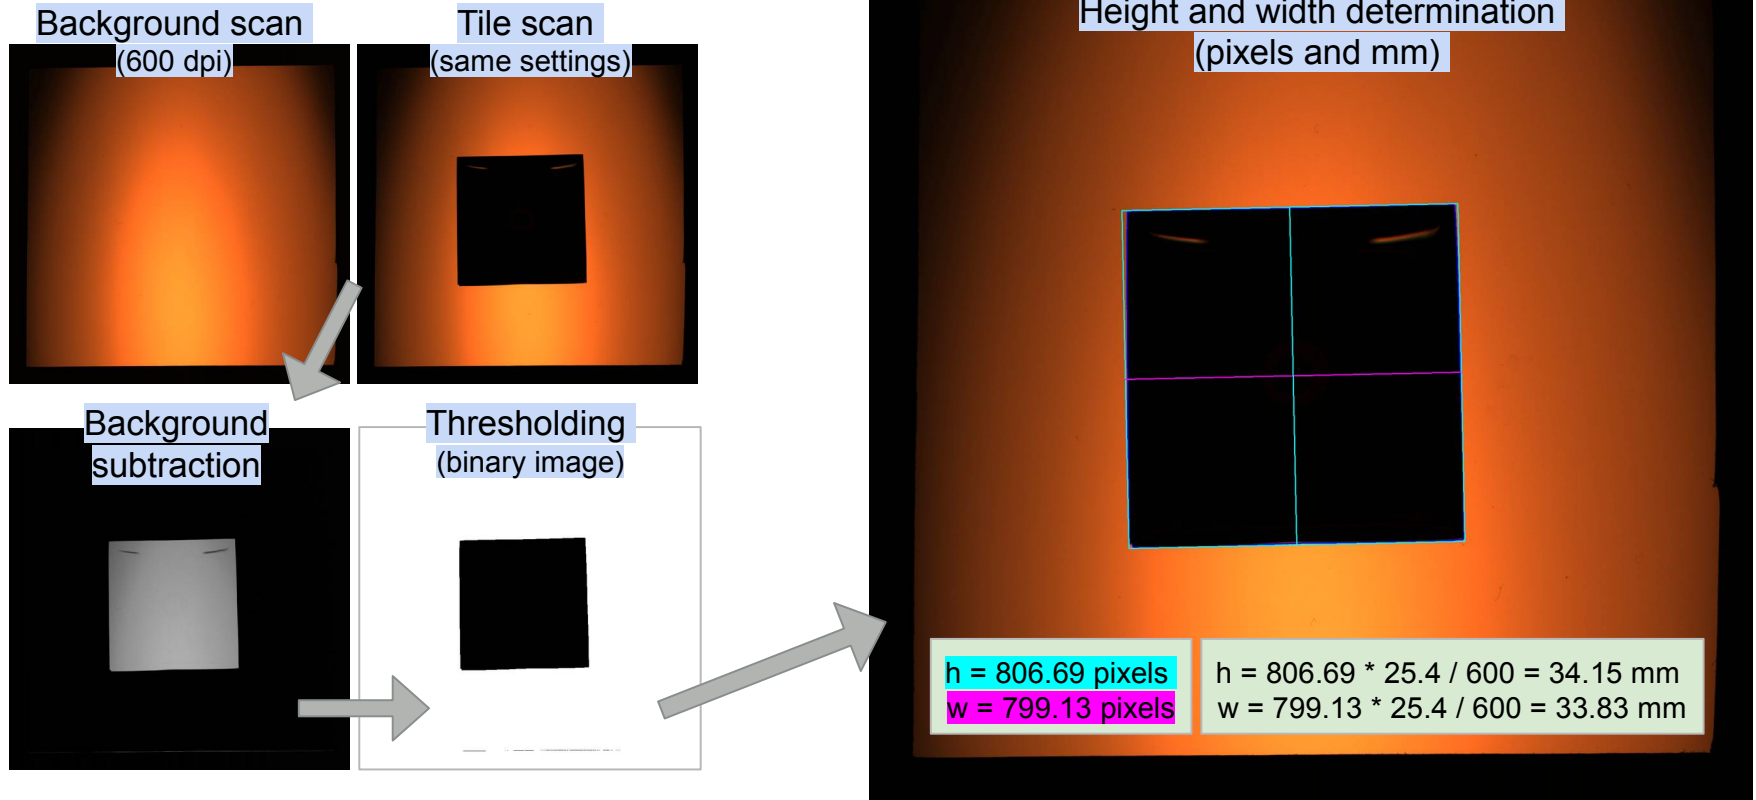 Background scan
(600 dpi)
Tile scan
(same settings)
Background
subtraction
Thresholding
(binary image)
Height and width determination
(pixels and mm)
h = 806.69 pixels
w = 799.13 pixels
h = 806.69 * 25.4 / 600 = 34.15 mm
w = 799.13 * 25.4 / 600 = 33.83 mm